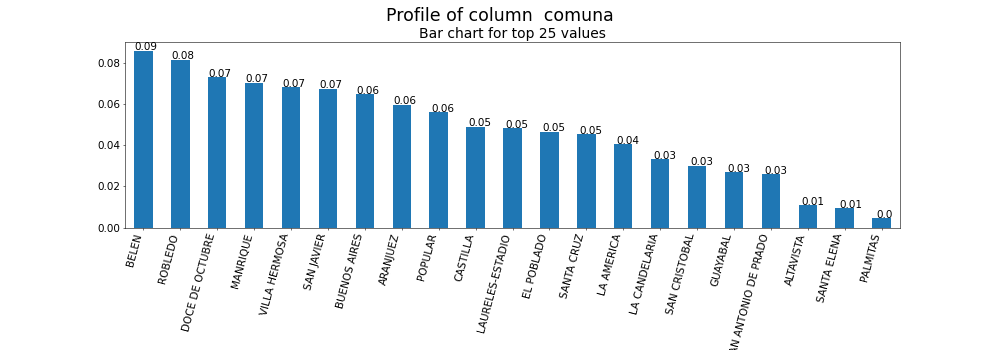 Profile of column  comuna
Bar chart for top 25 values
0.08
0.06
0.04
0.02
0.00
0.09
0.08
0.07
0.07
0.07
0.07
0.06
0.06
0.06
0.05
0.05
0.05
0.05
0.04
0.03
0.03
0.03
0.03
0.01
0.01
0.0
BELEN
ROBLEDO
DOCE DE OCTUBRE
MANRIQUE
VILLA HERMOSA
SAN JAVIER
BUENOS AIRES
ARANJUEZ
POPULAR
CASTILLA
LAURELES-ESTADIO
EL POBLADO
SANTA CRUZ
LA AMERICA
LA CANDELARIA
SAN CRISTOBAL
GUAYABAL
AN ANTONIO DE PRADO
ALTAVISTA
SANTA ELENA
PALMITAS